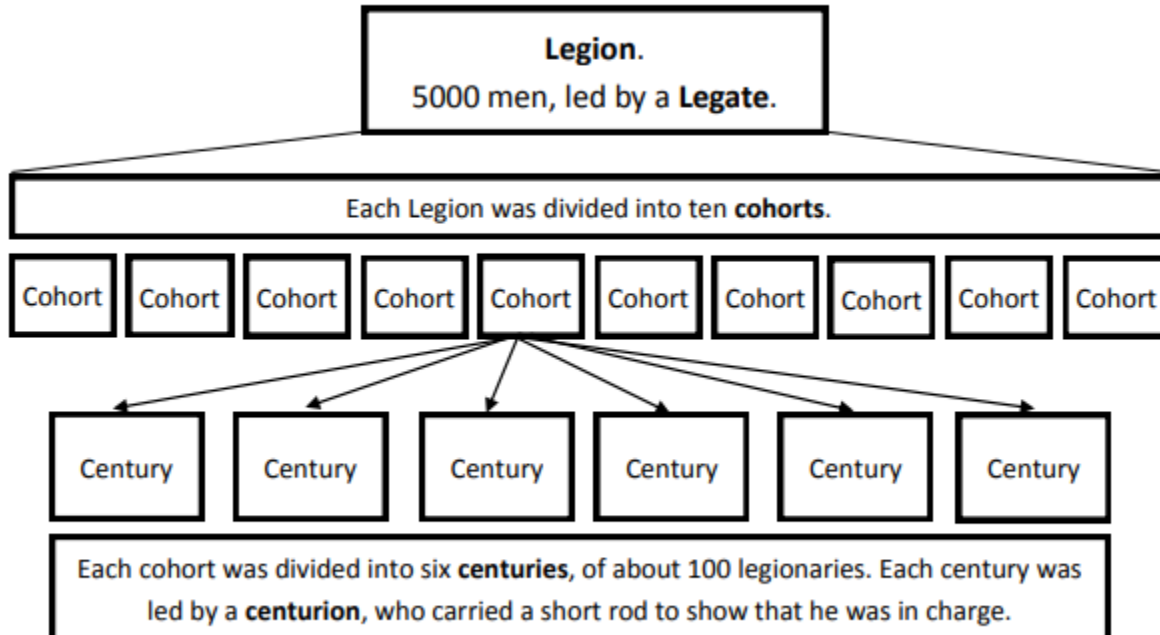 Legion.
5000 men, led by a Legate.
Each Legion was divided into ten cohorts.
Cohort Cohort Cohort Cohort Cohort Cohort Cohort Cohort Cohort Cohort
Century Century Century Century Century Century
Each cohort was divided into six centuries, of about 100 legionaries. Each century was
led by a centurion, who carried a short rod to show that he was in charge.